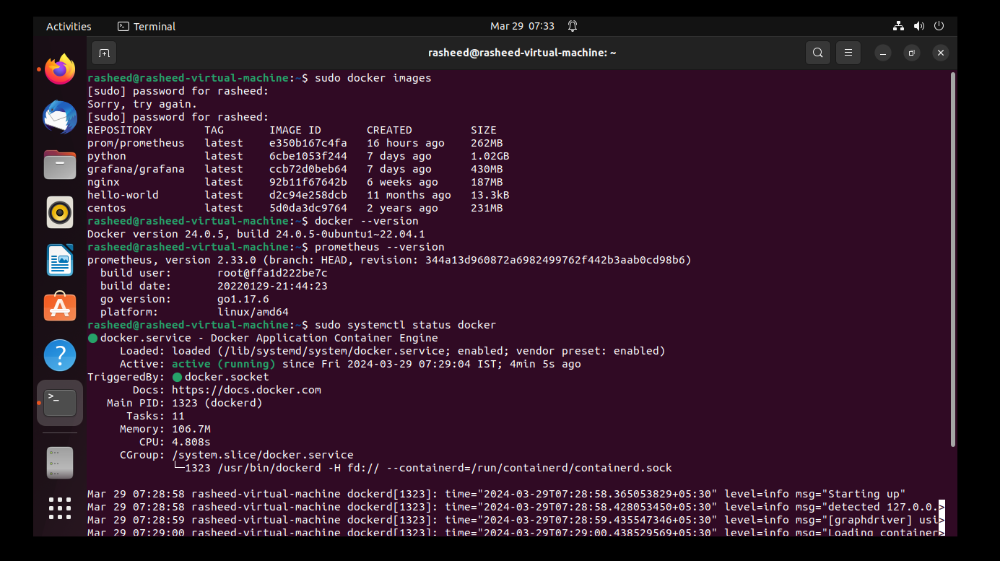 Activities Terminal Mar 29 07:33
rasheed@rasheed-virtual-machine: ~
rasheed@rasheed-virtual-machine:~$ sudo docker images
[sudo] password for rasheed:
Sorry, try again.
[sudo] password for rasheed:
REPOSITORY TAG IMAGE ID CREATED SIZE
prom/prometheus latest e350b167c4fa 16 hours ago 262MB
python latest 6cbe1053f244 7 days ago 1.02GB
grafana/grafana latest ccb72d0beb64 7 days ago 430MB
nginx latest 92b11f67642b 6 weeks ago 187MB
hello-world latest d2c94e258dcb 11 months ago 13.3kB
centos latest 5d0da3dc9764 2 years ago 231MB
rasheed@rasheed-virtual-machine:~$ docker --version
Docker version 24.0.5, build 24.0.5-0ubuntu1~22.04.1
rasheed@rasheed-virtual-machine:~$ prometheus --version
prometheus, version 2.33.0 (branch: HEAD, revision: 344a13d960872a6982499762f442b3aab0cd98b6)
build user: root@ffa1d222be7c
build date: 20220129-21:44:23
go version: go1.17.6
platform: linux/amd64
rasheed@rasheed-virtual-machine:~$ sudo systemctl status docker
● docker.service - Docker Application Container Engine
Loaded: loaded (/lib/systemd/system/docker.service; enabled; vendor preset: enabled)
Active: active (running) since Fri 2024-03-29 07:29:04 IST; 4min 5s ago
TriggeredBy: ● docker.socket
Docs: https://docs.docker.com
Main PID: 1323 (dockerd)
Tasks: 11
Memory: 106.7M
CPU: 4.808s
CGroup: /system.slice/docker.service
└─1323 /usr/bin/dockerd -H fd:// --containerd=/run/containerd/containerd.sock
Mar 29 07:28:58 rasheed-virtual-machine dockerd[1323]: time="2024-03-29T07:28:58.365053829+05:30" level=info msg="Starting up"
Mar 29 07:28:58 rasheed-virtual-machine dockerd[1323]: time="2024-03-29T07:28:58.428053450+05:30" level=info msg="detected 127.0.0.>
Mar 29 07:28:59 rasheed-virtual-machine dockerd[1323]: time="2024-03-29T07:28:59.435547346+05:30" level=info msg="[graphdriver] usi>
Mar 29 07:29:00 rasheed-virtual-machine dockerd[1323]: time="2024-03-29T07:29:00.438529569+05:30" level=info msg="Loading container>